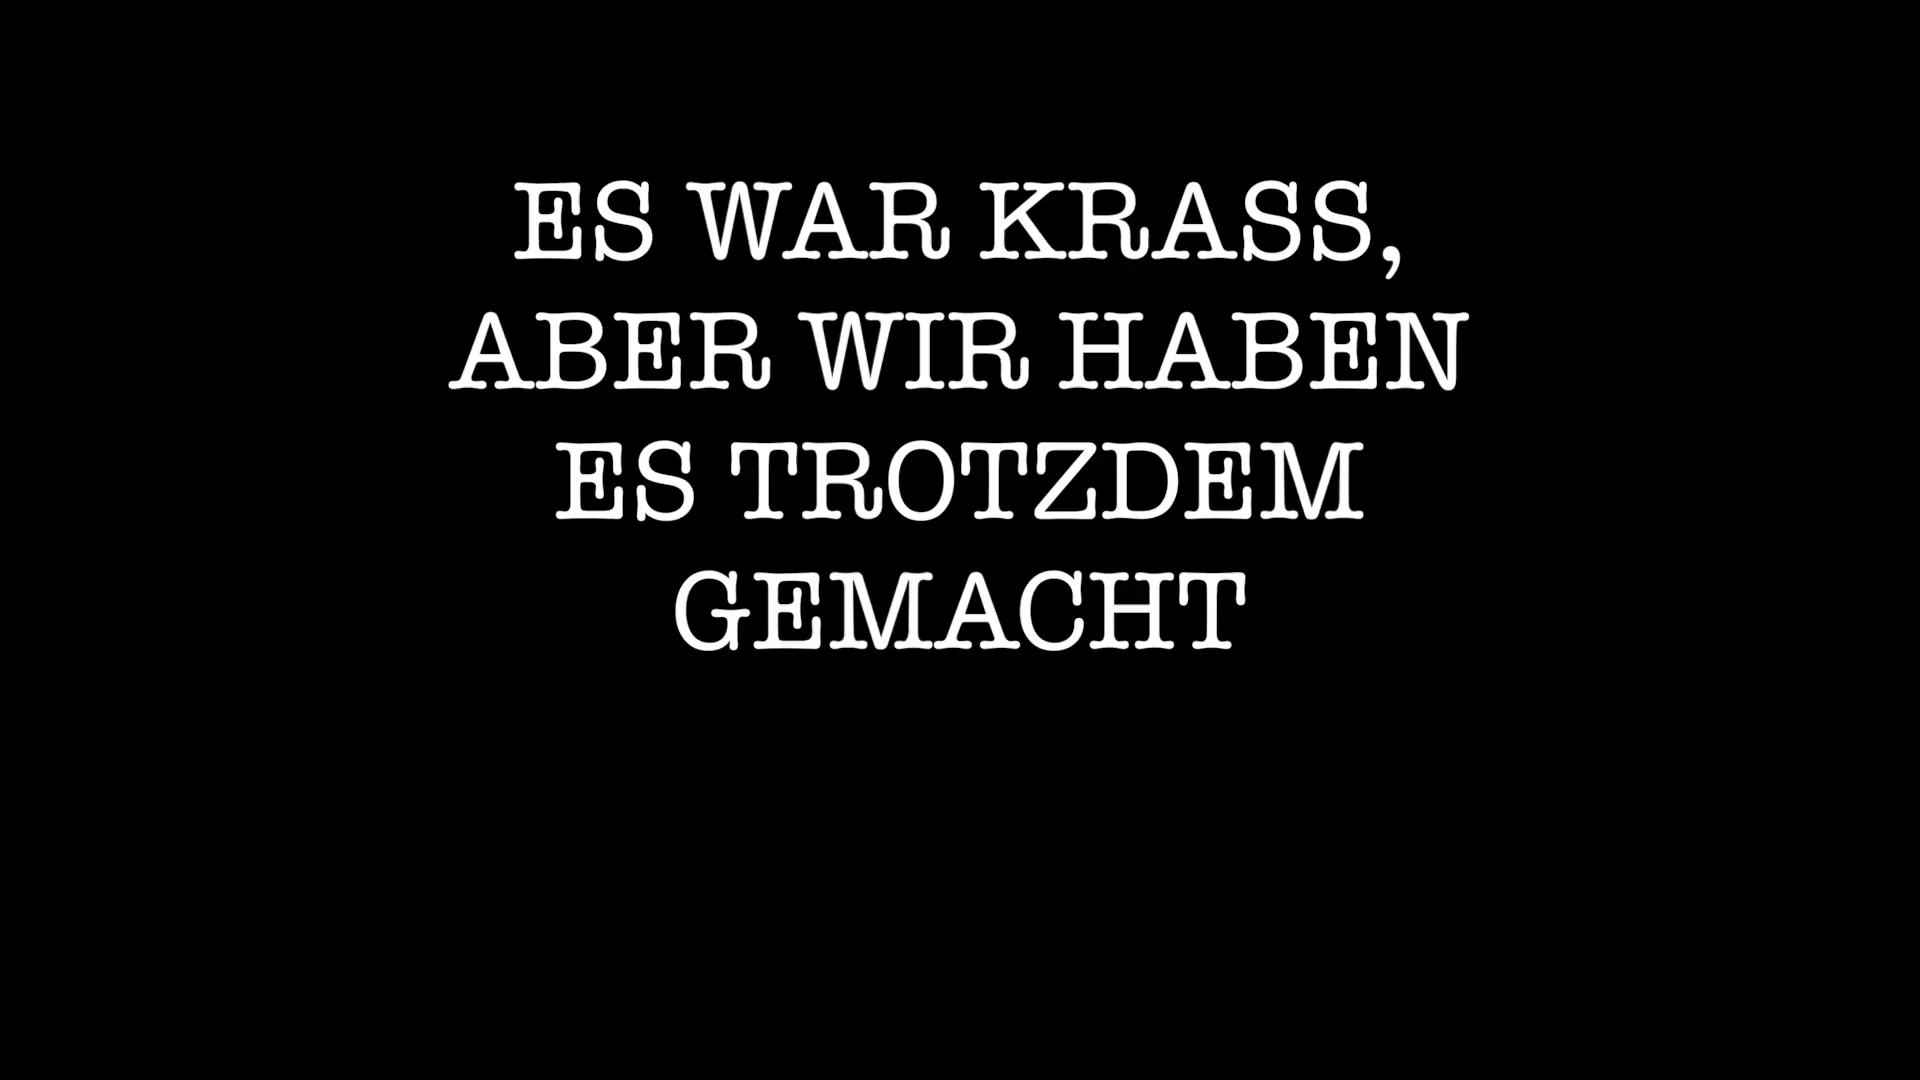 ES WAR KRASS,
ABER WIR HABEN
ES TROTZDEM
GEMACHT